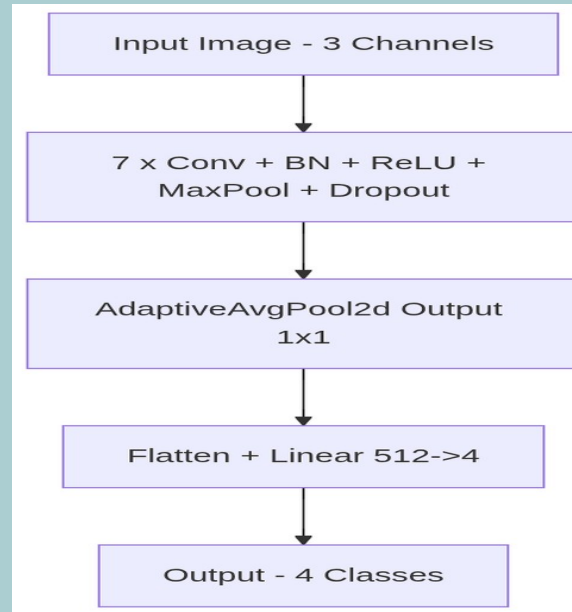 Input Image - 3 Channels
7 x Conv + BN + ReLU +
MaxPool + Dropout
AdaptiveAvgPool2d Output
1x1
Flatten + Linear 512->4
Output - 4 Classes